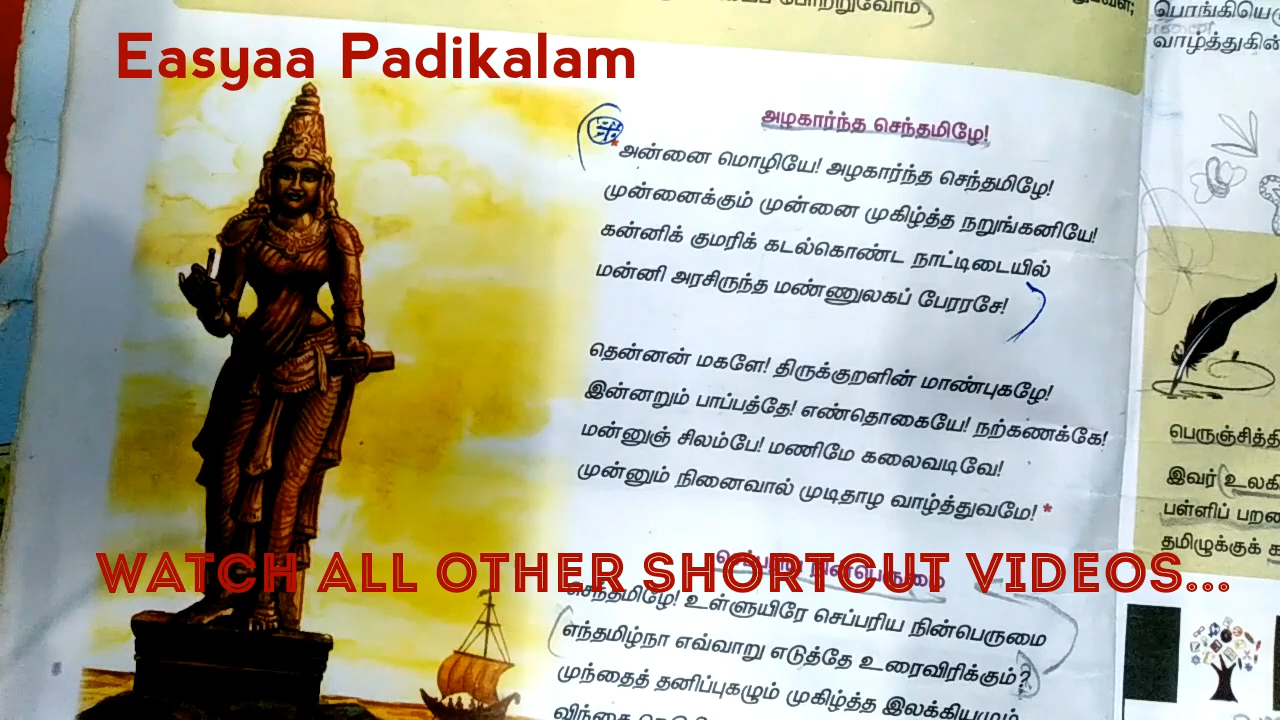 போற்றுவோம்
Easyaa Padikalam
அழகார்ந்த செந்தமிழே!
*அன்னை மொழியே! அழகார்ந்த செந்தமிழே!
முன்னைக்கும் முன்னை முகிழ்த்த நறுங்கனியே!
கன்னிக் குமரிக் கடல்கொண்ட நாட்டிடையில்
மன்னி அரசிருந்த மண்ணுலகப் பேரரசே!
தென்னன் மகளே! திருக்குறளின் மாண்புகழே!
இன்னறும் பாப்பத்தே! எண்தொகையே! நற்கணக்கே!
மன்னுஞ் சிலம்பே! மணிமே கலைவடிவே!
முன்னும் நினைவால் முடிதாழ வாழ்த்துவமே! *
WATCH ALL OTHER SHORTCUT VIDEOS...
செந்தமிழே! உள்ளுயிரே செப்பரிய நின்பெருமை
எந்தமிழ்நா எவ்வாறு எடுத்தே உரைவிரிக்கும்?
முந்தைத் தனிப்புகழும் முகிழ்த்த இலக்கியமும்
விந்தை
இவர்
பள்ளிப்
தமிழுக்குக்